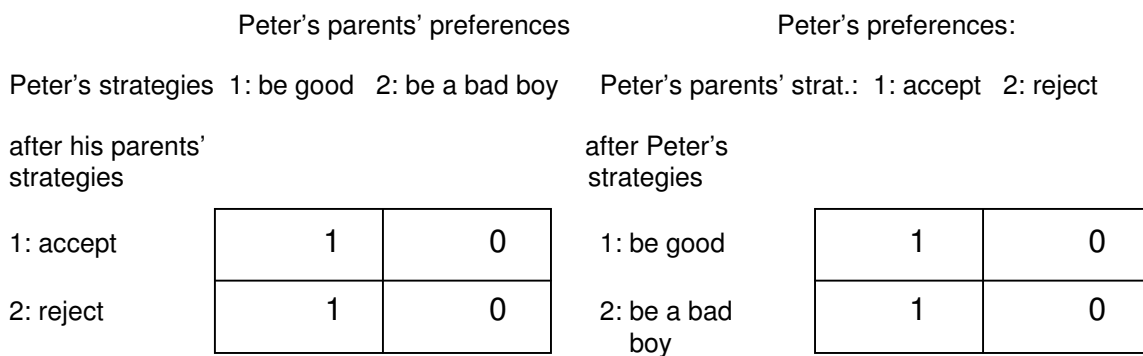 Peter’s parents’ preferences Peter’s preferences:
Peter’s strategies 1: be good 2: be a bad boy Peter’s parents’ strat.: 1: accept 2: reject
after his parents’ after Peter’s
strategies strategies
1: accept 1 0 1: be good 1 0
2: reject 1 0 2: be a bad 1 0
boy